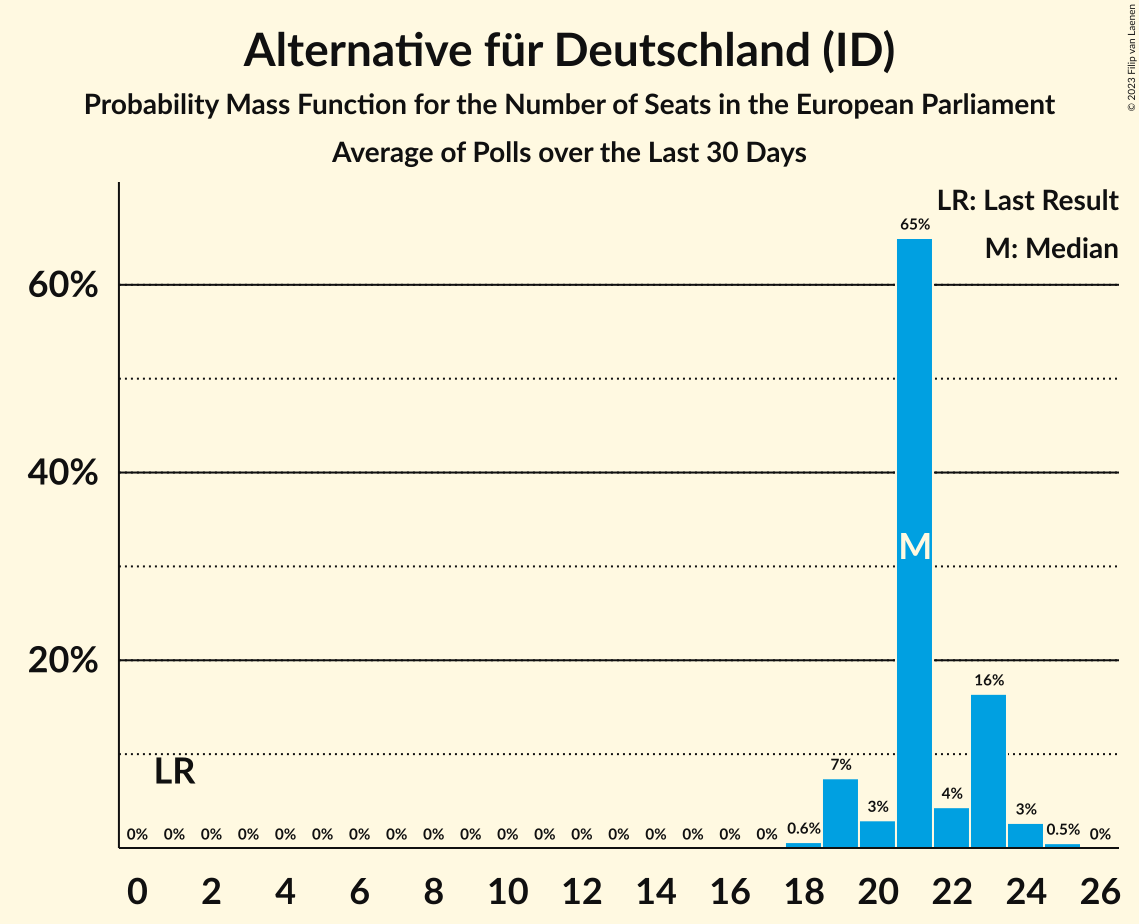 Alternative für Deutschland (ID)
Probability Mass Function for the Number of Seats in the European Parliament
Average of Polls over the Last 30 Days
© 2023 Filip van Laenen
LR: Last Result
M: Median
65%
60%
40%
M
20%
16%
LR
7%
4%
3%
3%
0% 0% 0% 0% 0% 0% 0% 0% 0% 0% 0% 0% 0% 0% 0% 0% 0% 0% 0.6% 0.5% 0%
0 2 4 6 8 10 12 14 16 18 20 22 24 26